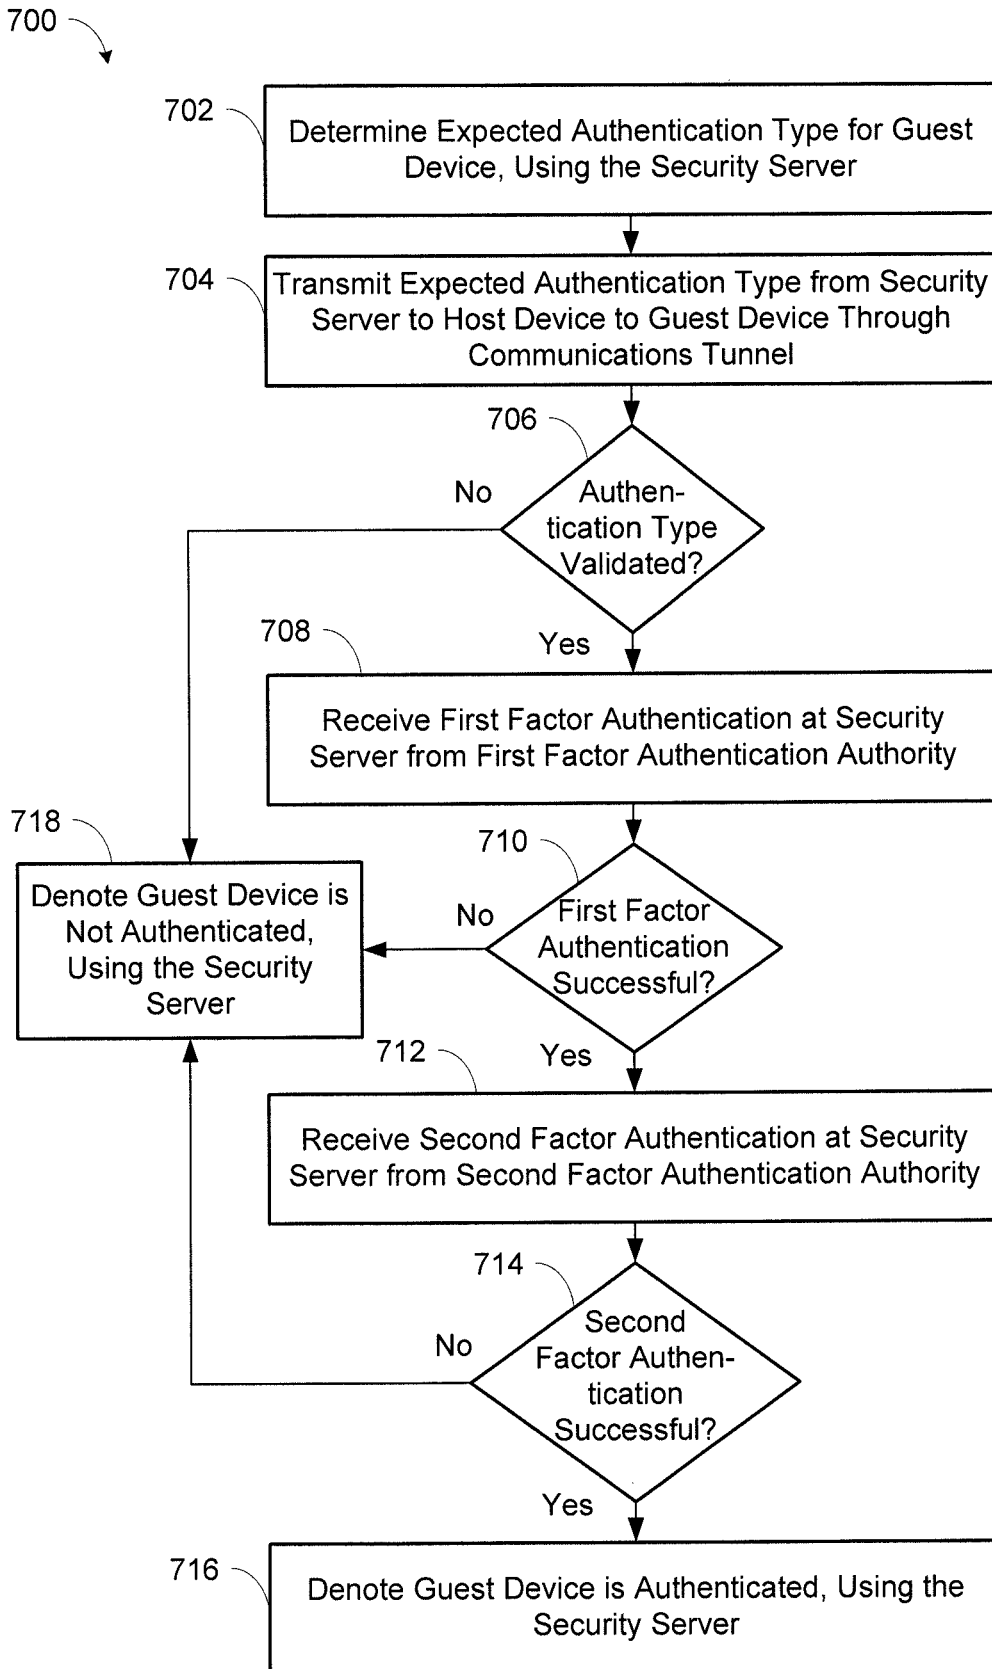 700
702
Determine Expected Authentication Type for Guest
Device, Using the Security Server
704
Transmit Expected Authentication Type from Security
Server to Host Device to Guest Device Through
Communications Tunnel
706
No
Authen-
tication Type
Validated?
Yes
708
Receive First Factor Authentication at Security
Server from First Factor Authentication Authority
718
Denote Guest Device is
Not Authenticated,
Using the Security
Server
710
No
First Factor
Authentication
Successful?
Yes
712
Receive Second Factor Authentication at Security
Server from Second Factor Authentication Authority
714
No
Second
Factor Authen-
tication
Successful?
Yes
716
Denote Guest Device is Authenticated, Using the
Security Server